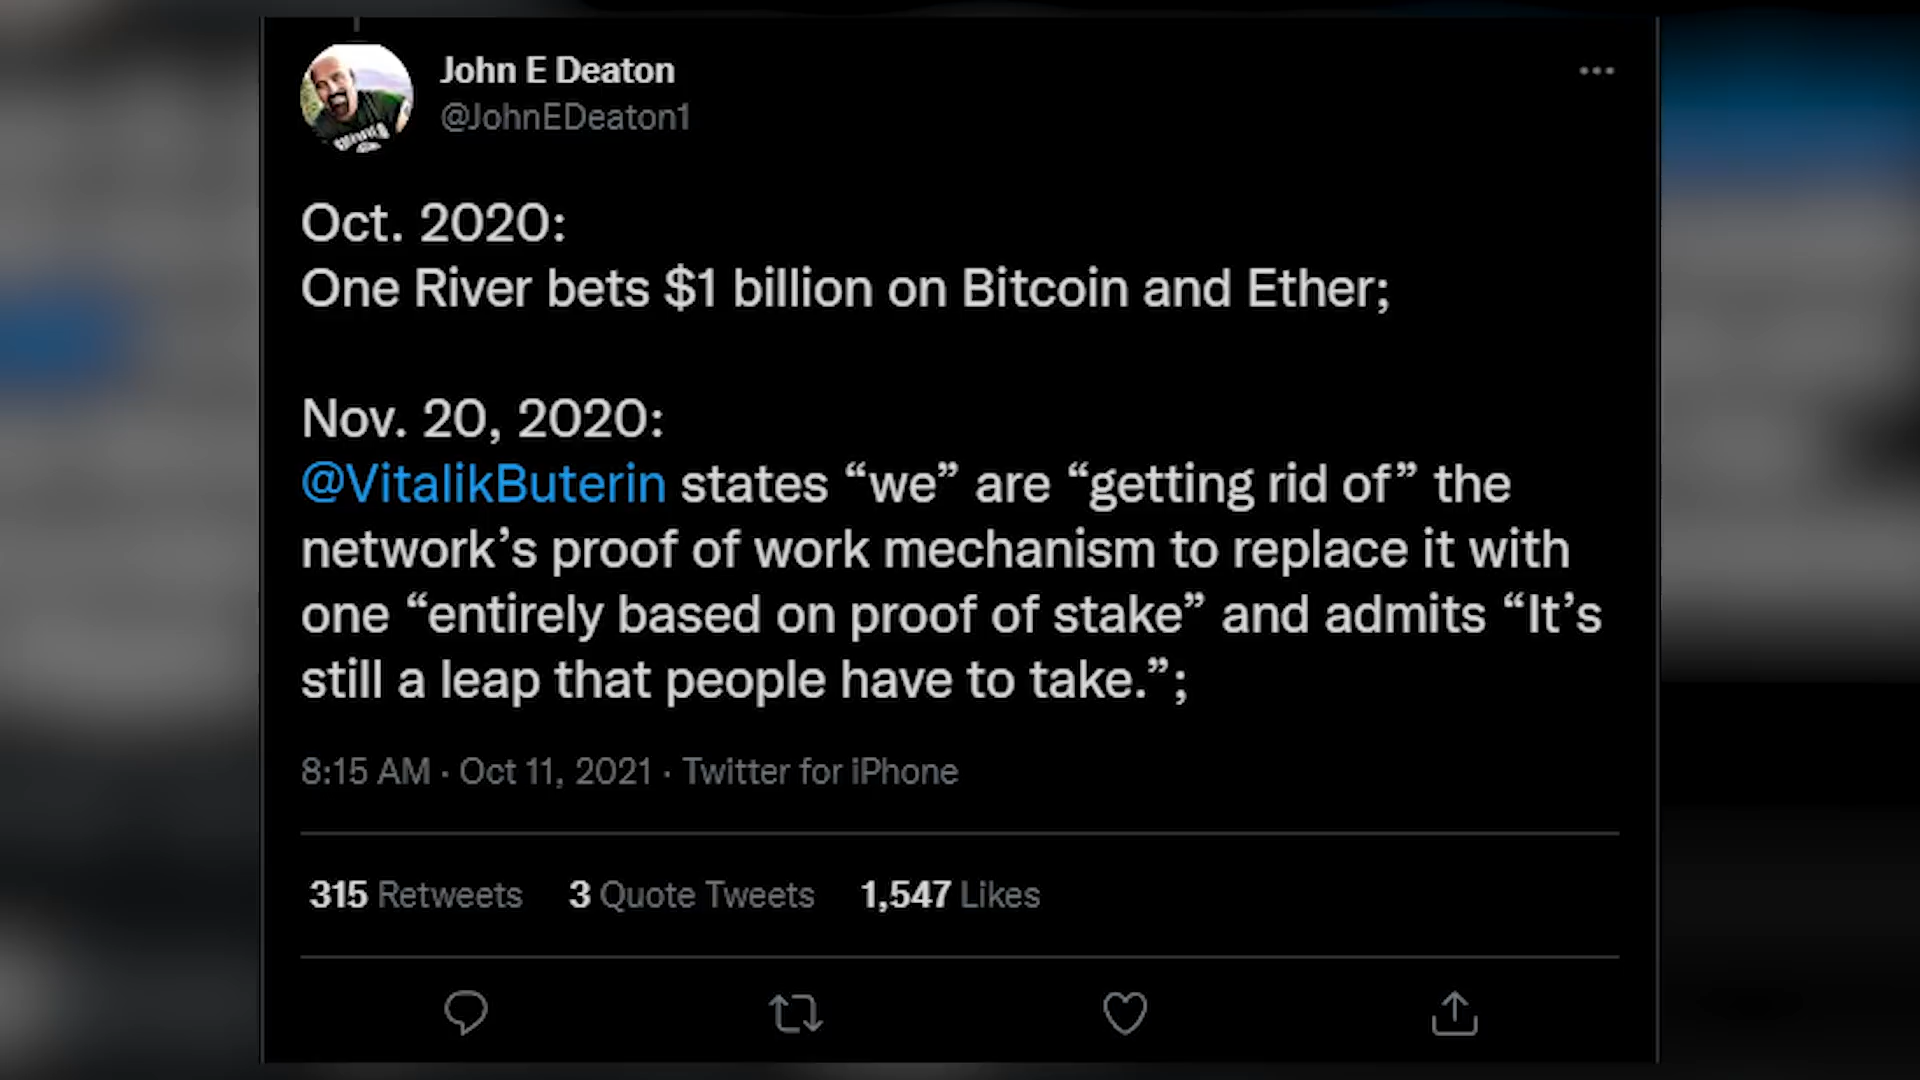 John E Deaton
@JohnEDeaton1
Oct. 2020:
One River bets $1 billion on Bitcoin and Ether;
Nov. 20, 2020:
@VitalikButerin states “we” are “getting rid of” the
network’s proof of work mechanism to replace it with
one “entirely based on proof of stake” and admits “It’s
still a leap that people have to take.”;
8:15 AM · Oct 11, 2021 · Twitter for iPhone
315 Retweets 3 Quote Tweets 1,547 Likes